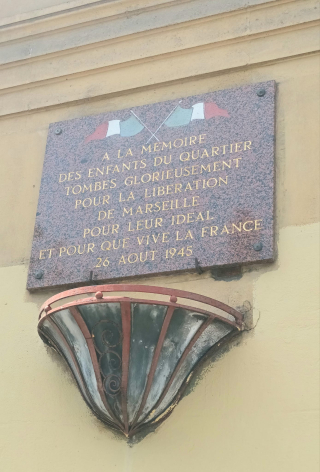 A LA MEMOIRE
DES ENFANTS DU QUARTIER
TOMBES GLORIEUSEMENT
POUR LA LIBERATION
DE MARSEILLE
POUR LEUR IDEAL
ET POUR QUE VIVE LA FRANCE
26 AOUT 1945